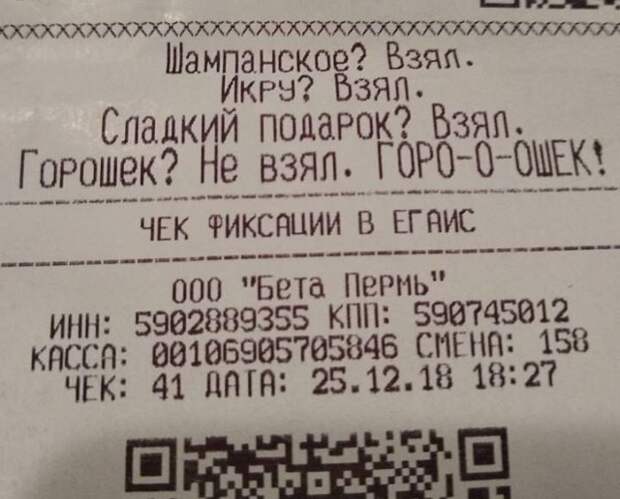 Шампанское? Взял.
Икру? Взял.
Сладкий подарок? Взял.
Горошек? Не взял. ГОРО-О-ОШЕК!
ЧЕК ФИКСАЦИИ В ЕГАИС
ООО "Бета Пермь"
ИНН: 5902889355 КПП: 590745012
КАССА: 00106905705846 СМЕНА: 158
ЧЕК: 41 ДАТА: 25.12.18 18:27